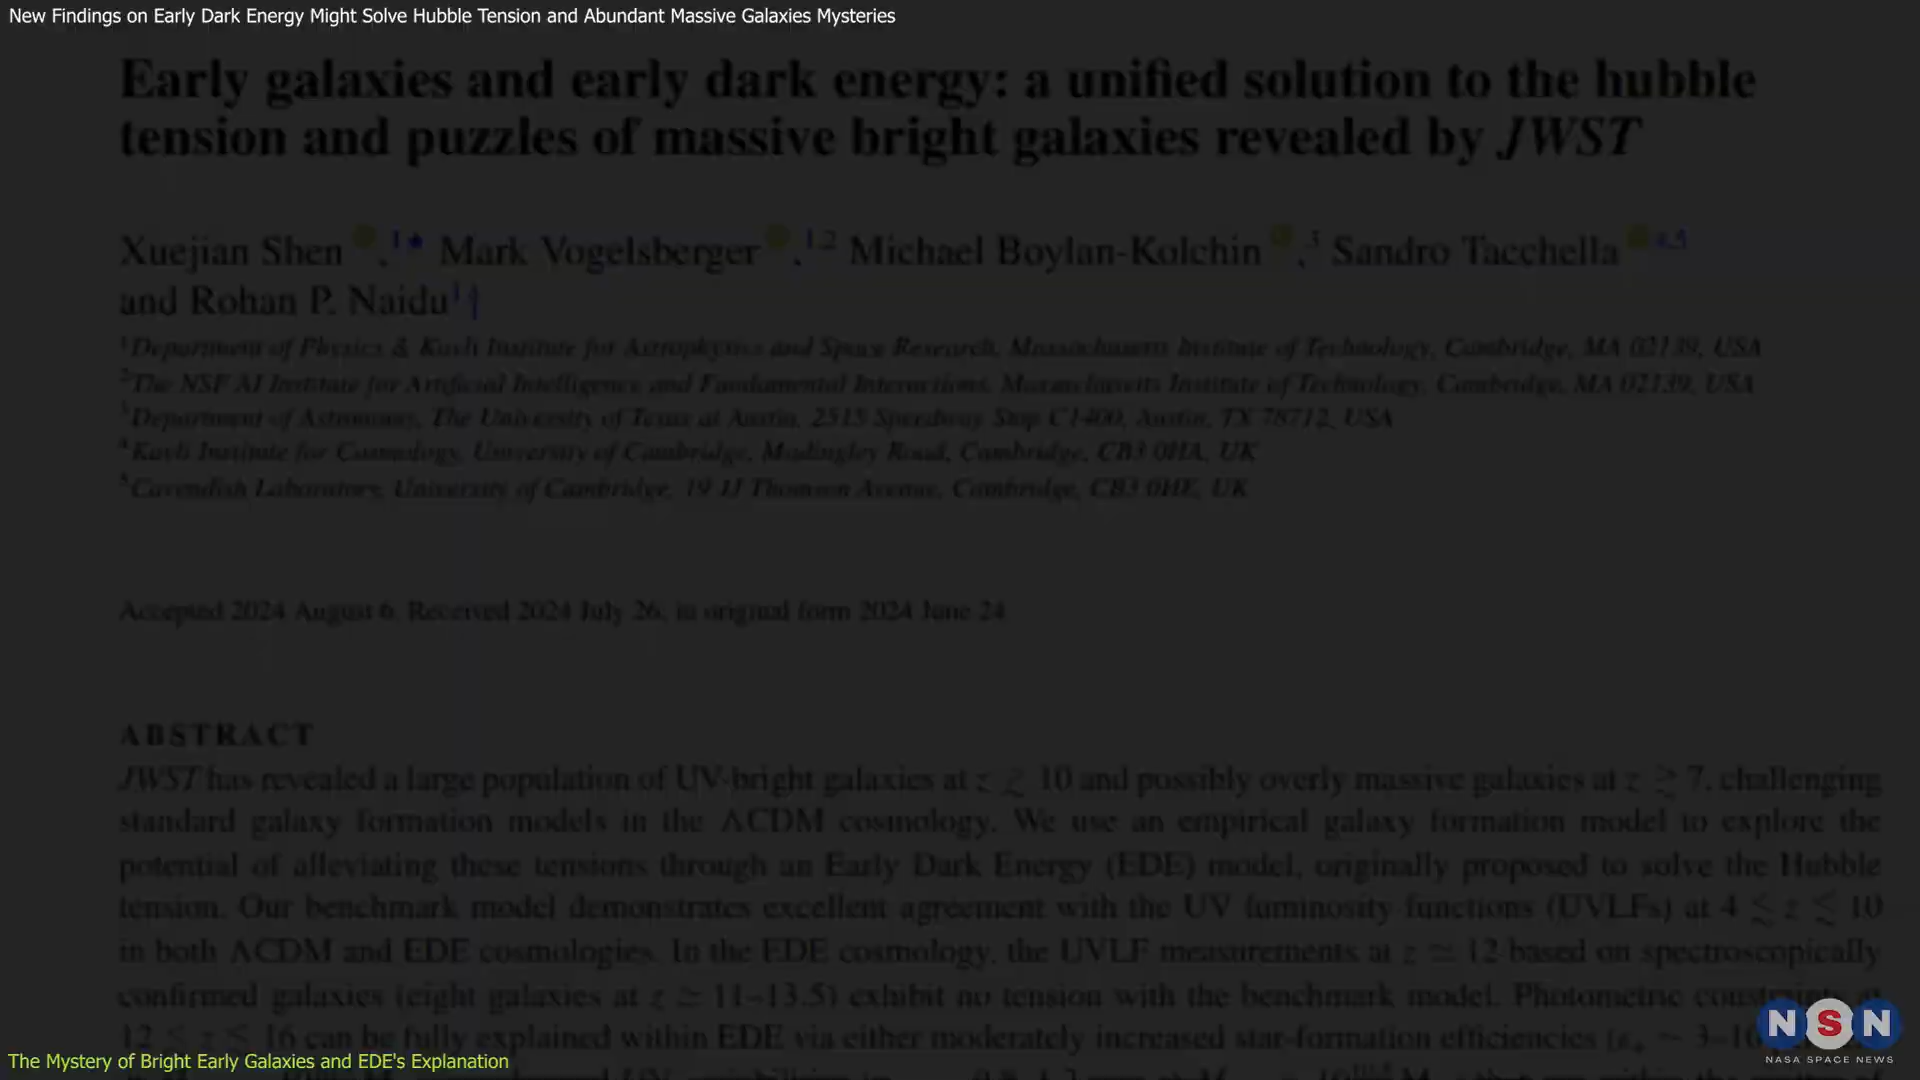 New Findings on Early Dark Energy Might Solve Hubble Tension and Abundant Massive Galaxies Mysteries
Early galaxies and early dark energy: a unified solution to the hubble
tension and puzzles of massive bright galaxies revealed by JWST
Xuejian Shen ,1★ Mark Vogelsberger ,1,2 Michael Boylan-Kolchin ,3 Sandro Tacchella 4,5
and Rohan P. Naidu1†
1Department of Physics & Kavli Institute for Astrophysics and Space Research, Massachusetts Institute of Technology, Cambridge, MA 02139, USA
2The NSF AI Institute for Artificial Intelligence and Fundamental Interactions, Massachusetts Institute of Technology, Cambridge, MA 02139, USA
3Department of Astronomy, The University of Texas at Austin, 2515 Speedway Stop C1400, Austin, TX 78712, USA
4Kavli Institute for Cosmology, University of Cambridge, Madingley Road, Cambridge, CB3 0HA, UK
5Cavendish Laboratory, University of Cambridge, 19 JJ Thomson Avenue, Cambridge, CB3 0HE, UK
Accepted 2024 August 6. Received 2024 July 26; in original form 2024 June 24
ABSTRACT
JWST has revealed a large population of UV-bright galaxies at z ≳ 10 and possibly overly massive galaxies at z ≳ 7, challenging
standard galaxy formation models in the ΛCDM cosmology. We use an empirical galaxy formation model to explore the
potential of alleviating these tensions through an Early Dark Energy (EDE) model, originally proposed to solve the Hubble
tension. Our benchmark model demonstrates excellent agreement with the UV luminosity functions (UVLFs) at 4 ≲ z ≲ 10
in both ΛCDM and EDE cosmologies. In the EDE cosmology, the UVLF measurements at z ≃ 12 based on spectroscopically
confirmed galaxies (eight galaxies at z ≃ 11–13.5) exhibit no tension with the benchmark model. Photometric constraints at
12 ≲ z ≲ 16 can be fully explained within EDE via either moderately increased star-formation efficiencies (ε* ~ 3–10
NSN
NASA SPACE NEWS
The Mystery of Bright Early Galaxies and EDE's Explanation